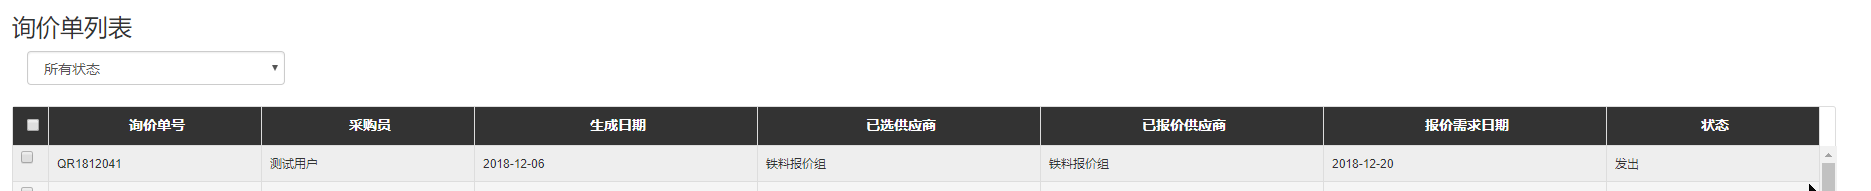 询价单列表
所有状态
询价单号 采购员 生成日期 已选供应商 已报价供应商 报价需求日期 状态
QR1812041 测试用户 2018-12-06 铁料报价组 铁料报价组 2018-12-20 发出